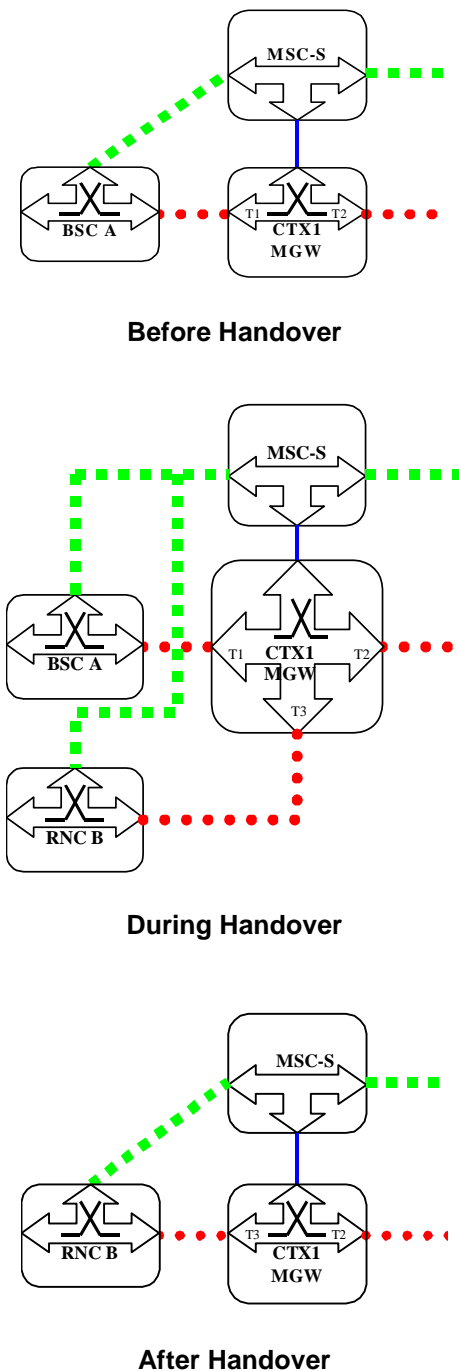 MSC-S
BSC A
T1
T2
CTX1
MGW
Before Handover
MSC-S
BSC A
T1
CTX1
T2
MGW
T3
RNC B
During Handover
MSC-S
RNC B
T3
T2
CTX1
MGW
After Handover